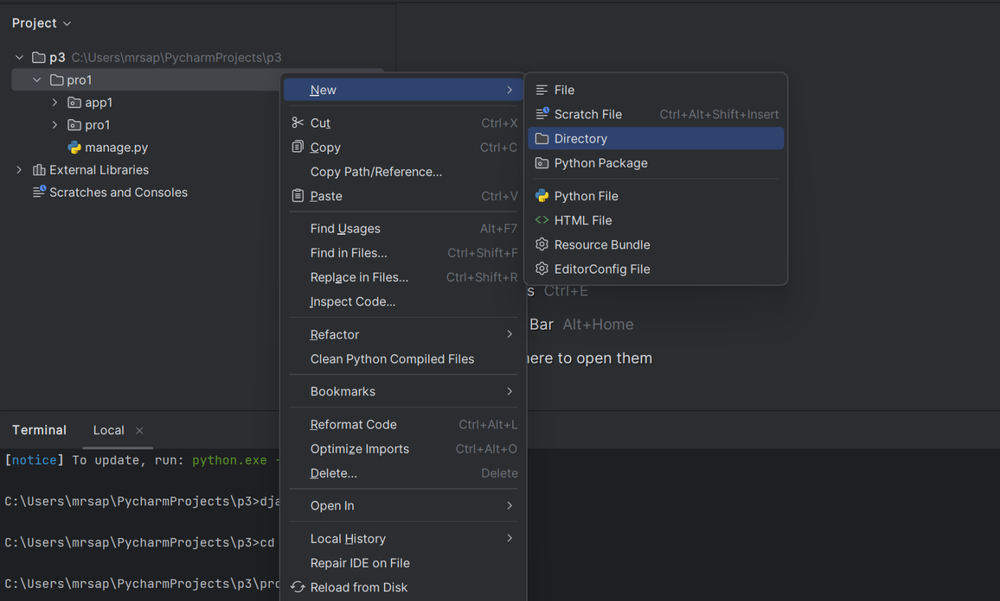 Project
p3 C:\Users\mrsap\PycharmProjects\p3
pro1
app1
pro1
manage.py
External Libraries
Scratches and Consoles
New
Cut Ctrl+X
Copy Ctrl+C
Copy Path/Reference...
Paste Ctrl+V
Find Usages Alt+F7
Find in Files... Ctrl+Shift+F
Replace in Files... Ctrl+Shift+R
Inspect Code...
Refactor
Clean Python Compiled Files
Bookmarks
Reformat Code Ctrl+Alt+L
Optimize Imports Ctrl+Alt+O
Delete... Delete
Open In
Local History
Repair IDE on File
Reload from Disk
File
Scratch File Ctrl+Alt+Shift+Insert
Directory
Python Package
Python File
HTML File
Resource Bundle
EditorConfig File
s Ctrl+E
Bar Alt+Home
here to open them
Terminal Local
[notice] To update, run: python.exe -
C:\Users\mrsap\PycharmProjects\p3>dja
C:\Users\mrsap\PycharmProjects\p3>cd
C:\Users\mrsap\PycharmProjects\p3\pro